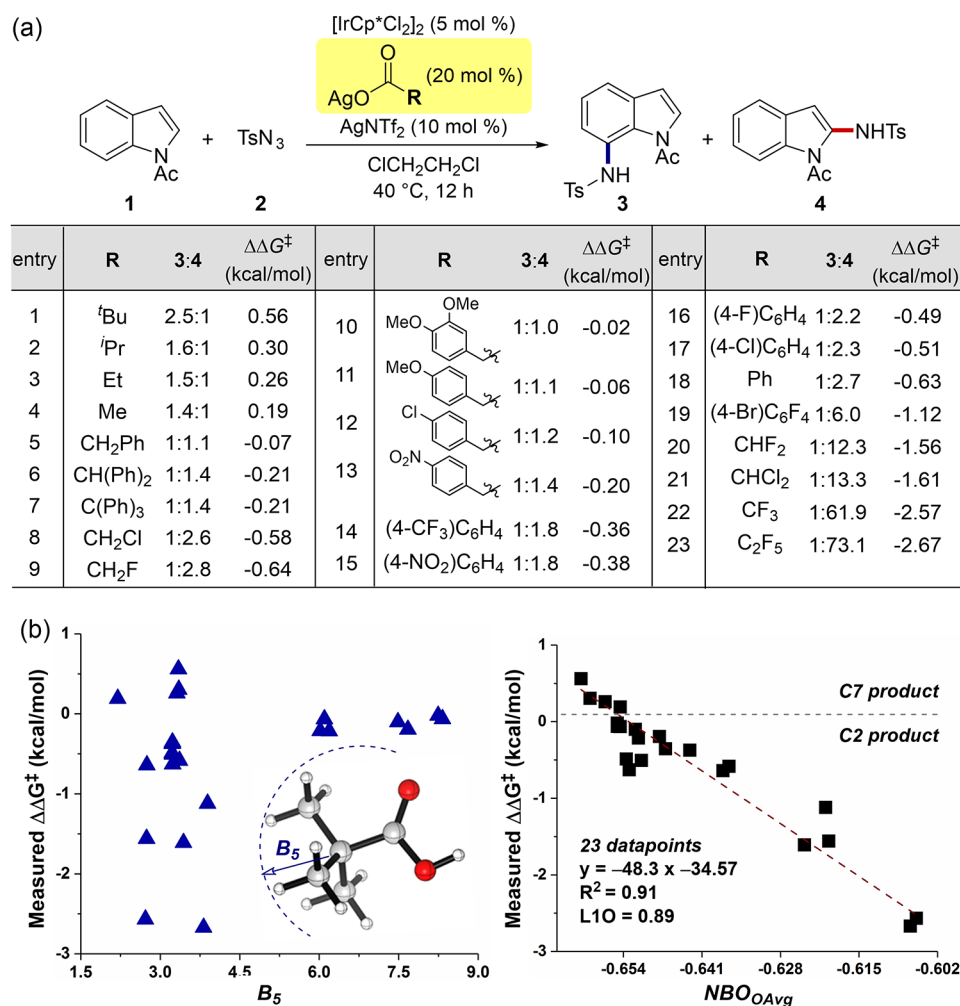 (a)
[IrCp*Cl2]2 (5 mol %)
O
AgO R (20 mol %)
AgNTf2 (10 mol %)
ClCH2CH2Cl
40 °C, 12 h
N
Ac
1
+
TsN3
2
N
Ac
NH
Ts
3
+
N
Ac
NHTs
4
entry R 3:4 ΔΔG‡ (kcal/mol) entry R 3:4 ΔΔG‡ (kcal/mol) entry R 3:4 ΔΔG‡ (kcal/mol)
1 tBu 2.5:1 0.56
2 iPr 1.6:1 0.30
3 Et 1.5:1 0.26
4 Me 1.4:1 0.19
5 CH2Ph 1:1.1 -0.07
6 CH(Ph)2 1:1.4 -0.21
7 C(Ph)3 1:1.4 -0.21
8 CH2Cl 1:2.6 -0.58
9 CH2F 1:2.8 -0.64
10 OMe MeO 1:1.0 -0.02
11 MeO 1:1.1 -0.06
12 Cl 1:1.2 -0.10
13 O2N 1:1.4 -0.20
14 (4-CF3)C6H4 1:1.8 -0.36
15 (4-NO2)C6H4 1:1.8 -0.38
16 (4-F)C6H4 1:2.2 -0.49
17 (4-Cl)C6H4 1:2.3 -0.51
18 Ph 1:2.7 -0.63
19 (4-Br)C6F4 1:6.0 -1.12
20 CHF2 1:12.3 -1.56
21 CHCl2 1:13.3 -1.61
22 CF3 1:61.9 -2.57
23 C2F5 1:73.1 -2.67
(b)
Measured ΔΔG‡ (kcal/mol)
1
0
-1
-2
-3
B5
1.5 3.0 4.5 6.0 7.5 9.0
B5
Measured ΔΔG‡ (kcal/mol)
1
0
-1
-2
-3
C7 product
C2 product
23 datapoints
y = −48.3 x −34.57
R2 = 0.91
L1O = 0.89
-0.654 -0.641 -0.628 -0.615 -0.602
NBOOAvg